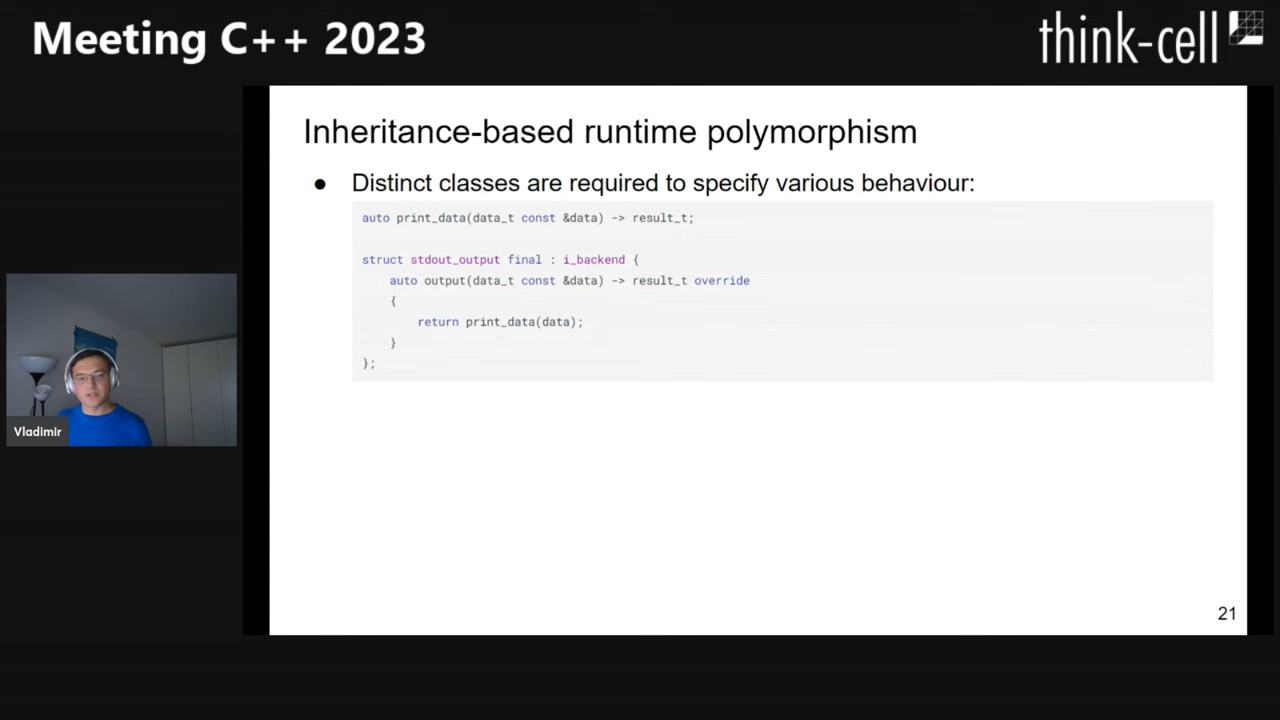 Meeting C++ 2023
think-cell
Inheritance-based runtime polymorphism
● Distinct classes are required to specify various behaviour:
auto print_data(data_t const &data) -> result_t;
struct stdout_output final : i_backend {
    auto output(data_t const &data) -> result_t override
    {
        return print_data(data);
    }
};
Vladimir
21